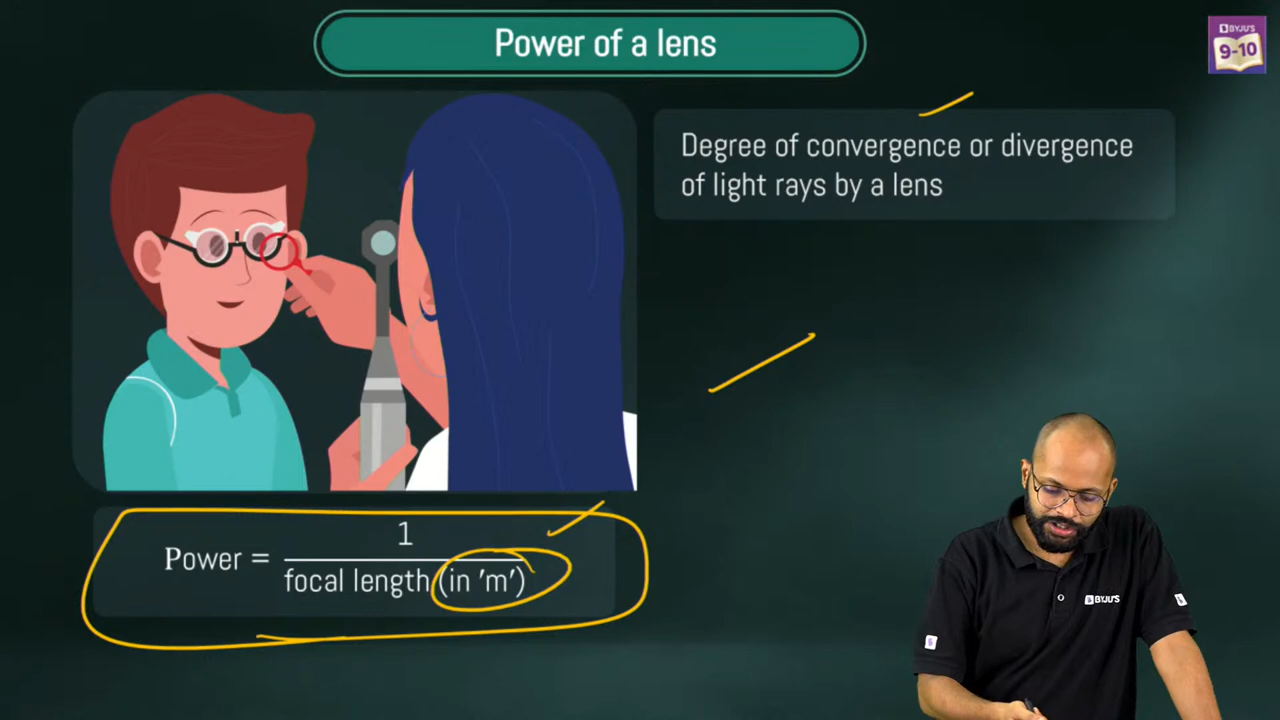 Power of a lens
BYJU'S
9-10
Degree of convergence or divergence
of light rays by a lens
Power = 1
focal length (in 'm')
BYJU'S